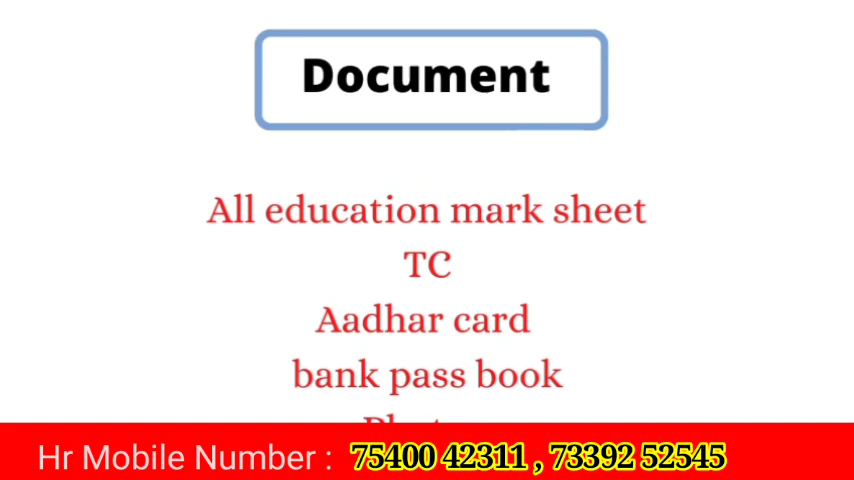 Document
All education mark sheet
TC
Aadhar card
bank pass book
Hr Mobile Number : 75400 42311 , 73392 52545